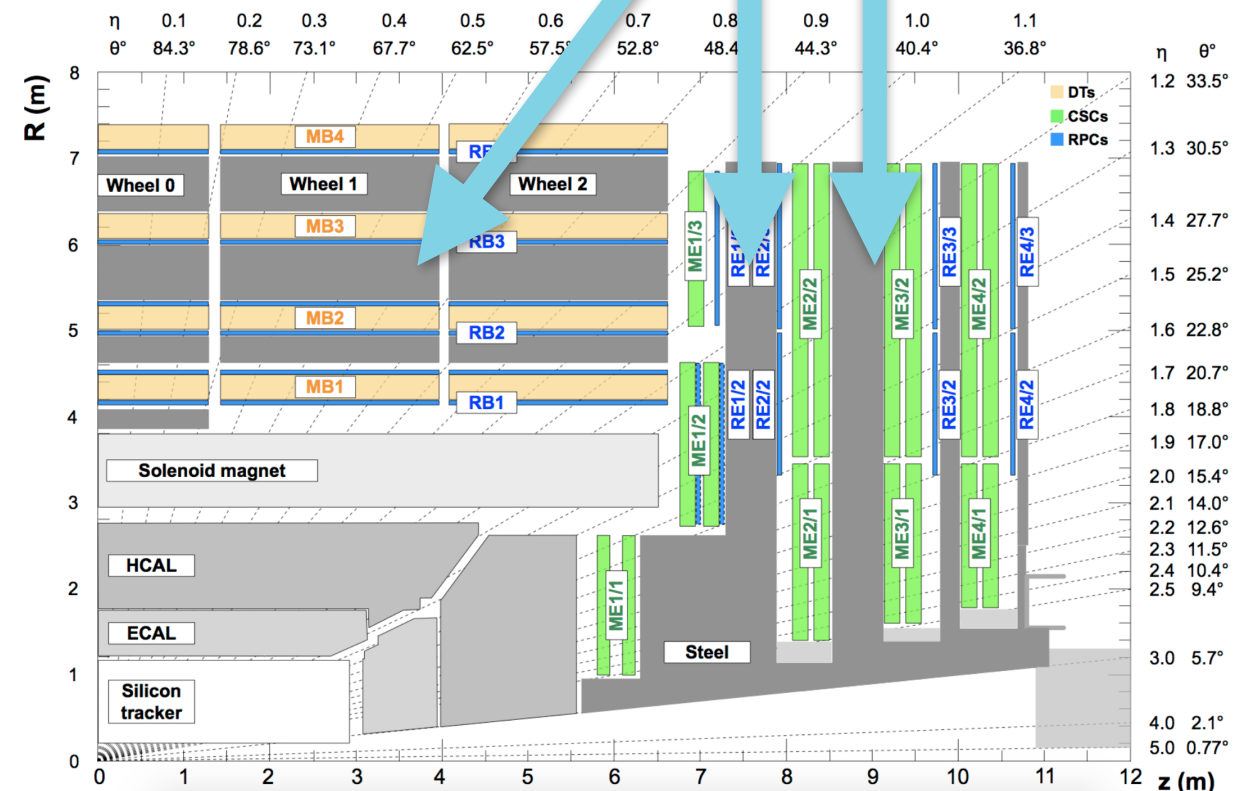 η 0.1 0.2 0.3 0.4 0.5 0.6 0.7 0.8 0.9 1.0 1.1
θ° 84.3° 78.6° 73.1° 67.7° 62.5° 57.5° 52.8° 48.4 44.3° 40.4° 36.8° η θ°
R (m)
8
7
6
5
4
3
2
1
0
1.2 33.5°
1.3 30.5°
1.4 27.7°
1.5 25.2°
1.6 22.8°
1.7 20.7°
1.8 18.8°
1.9 17.0°
2.0 15.4°
2.1 14.0°
2.2 12.6°
2.3 11.5°
2.4 10.4°
2.5 9.4°
3.0 5.7°
4.0 2.1°
5.0 0.77°
DTs
CSCs
RPCs
MB4
RB
Wheel 0
Wheel 1
Wheel 2
MB3
RB3
MB2
RB2
MB1
RB1
Solenoid magnet
HCAL
ECAL
Silicon
tracker
Steel
ME1/3
RE1/
RE2/
ME1/2
RE1/2
RE2/2
ME1/1
ME2/2
ME2/1
ME3/2
ME3/1
RE3/3
RE3/2
ME4/2
ME4/1
RE4/3
RE4/2
0 1 2 3 4 5 6 7 8 9 10 11 12
z (m)